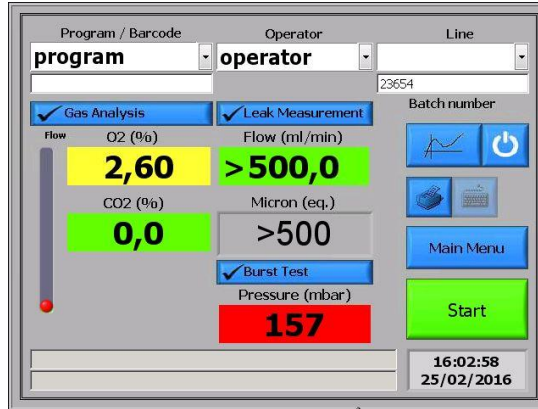 Program / Barcode
Operator
Line
program
operator
23654
Gas Analysis
Leak Measurement
Batch number
Flow
O2 (%)
Flow (ml/min)
2,60
>500,0
CO2 (%)
Micron (eq.)
0,0
>500
Main Menu
Burst Test
Pressure (mbar)
157
Start
16:02:58
25/02/2016